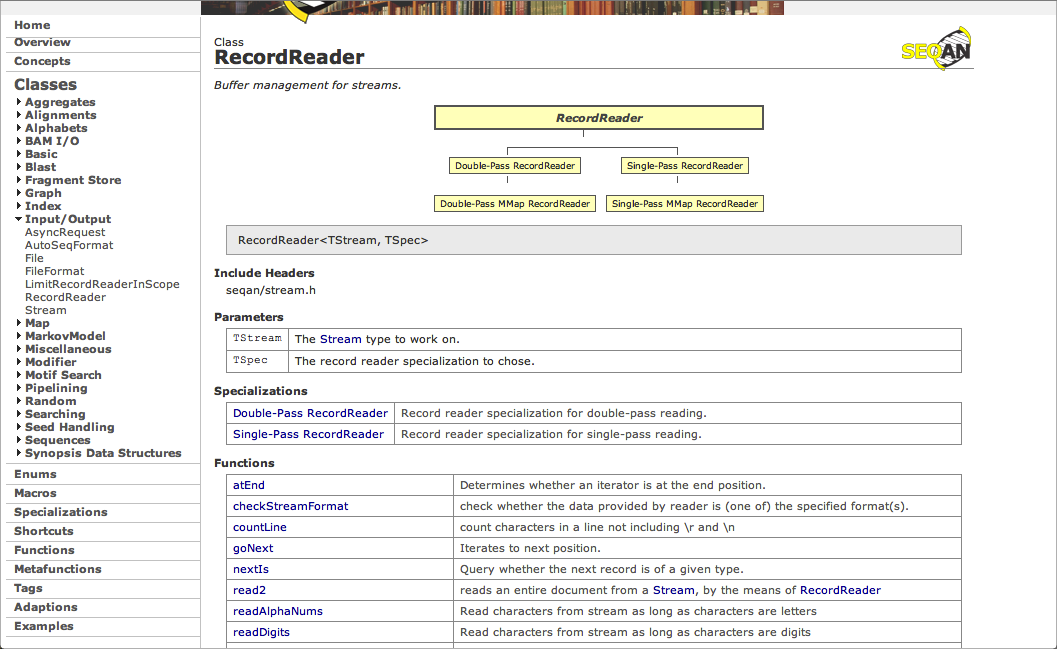 Home
Overview
Concepts
Classes
Aggregates
Alignments
Alphabets
BAM I/O
Basic
Blast
Fragment Store
Graph
Index
Input/Output
AsyncRequest
AutoSeqFormat
File
FileFormat
LimitRecordReaderInScope
RecordReader
Stream
Map
MarkovModel
Miscellaneous
Modifier
Motif Search
Pipelining
Random
Searching
Seed Handling
Sequences
Synopsis Data Structures
Enums
Macros
Specializations
Shortcuts
Functions
Metafunctions
Tags
Adaptions
Examples
Class
RecordReader
SEQAN
Buffer management for streams.
RecordReader
Double-Pass RecordReader Single-Pass RecordReader
Double-Pass MMap RecordReader Single-Pass MMap RecordReader
RecordReader<TStream, TSpec>
Include Headers
seqan/stream.h
Parameters
TStream The Stream type to work on.
TSpec The record reader specialization to chose.
Specializations
Double-Pass RecordReader Record reader specialization for double-pass reading.
Single-Pass RecordReader Record reader specialization for single-pass reading.
Functions
atEnd Determines whether an iterator is at the end position.
checkStreamFormat check whether the data provided by reader is (one of) the specified format(s).
countLine count characters in a line not including \r and \n
goNext Iterates to next position.
nextIs Query whether the next record is of a given type.
read2 reads an entire document from a Stream, by the means of RecordReader
readAlphaNums Read characters from stream as long as characters are letters
readDigits Read characters from stream as long as characters are digits